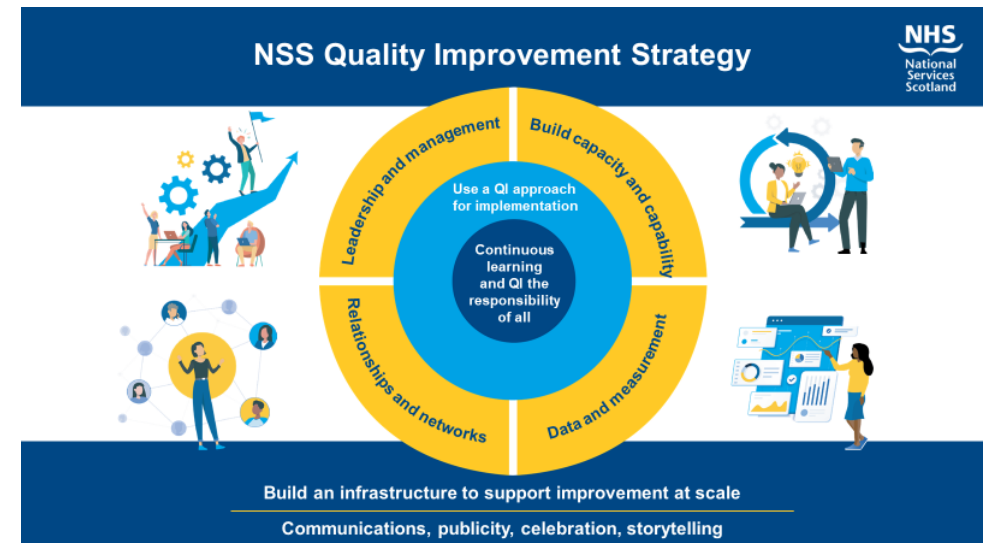 NSS Quality Improvement Strategy
NHS
National
Services
Scotland
Leadership and management
Build capacity and capability
Use a QI approach
for implementation
Continuous
learning
and QI the
responsibility
of all
Relationships and networks
Data and measurement
Build an infrastructure to support improvement at scale
Communications, publicity, celebration, storytelling